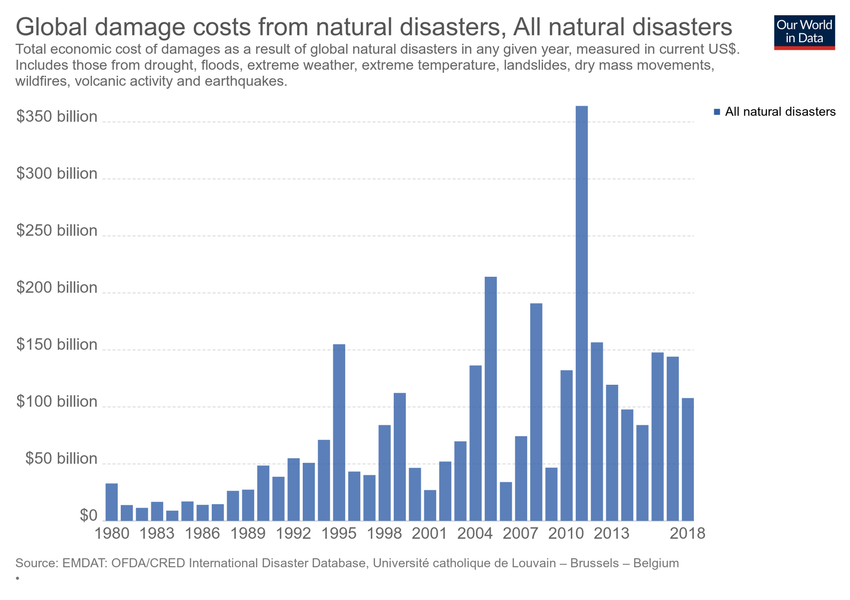 Global damage costs from natural disasters, All natural disasters
Our World
in Data
Total economic cost of damages as a result of global natural disasters in any given year, measured in current US$.
Includes those from drought, floods, extreme weather, extreme temperature, landslides, dry mass movements,
wildfires, volcanic activity and earthquakes.
All natural disasters
$350 billion
$300 billion
$250 billion
$200 billion
$150 billion
$100 billion
$50 billion
$0
1980 1983 1986 1989 1992 1995 1998 2001 2004 2007 2010 2013 2018
Source: EMDAT: OFDA/CRED International Disaster Database, Université catholique de Louvain – Brussels – Belgium
•